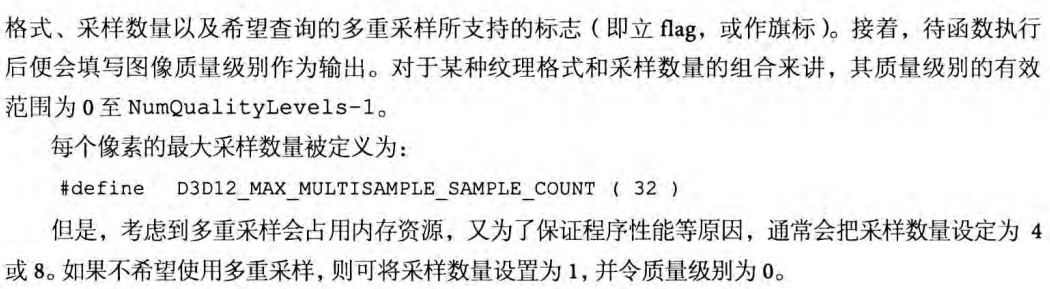 格式、采样数量以及希望查询的多重采样所支持的标志（即立 flag，或作旗标）。接着，待函数执行
后便会填写图像质量级别作为输出。对于某种纹理格式和采样数量的组合来讲，其质量级别的有效
范围为 0 至 NumQualityLevels-1。
每个像素的最大采样数量被定义为：
#define D3D12_MAX_MULTISAMPLE_SAMPLE_COUNT ( 32 )
但是，考虑到多重采样会占用内存资源，又为了保证程序性能等原因，通常会把采样数量设定为 4
或 8。如果不希望使用多重采样，则可将采样数量设置为 1，并令质量级别为 0。